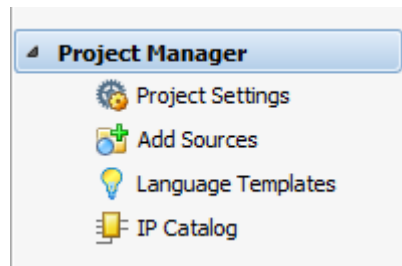 Project Manager
Project Settings
Add Sources
Language Templates
IP Catalog